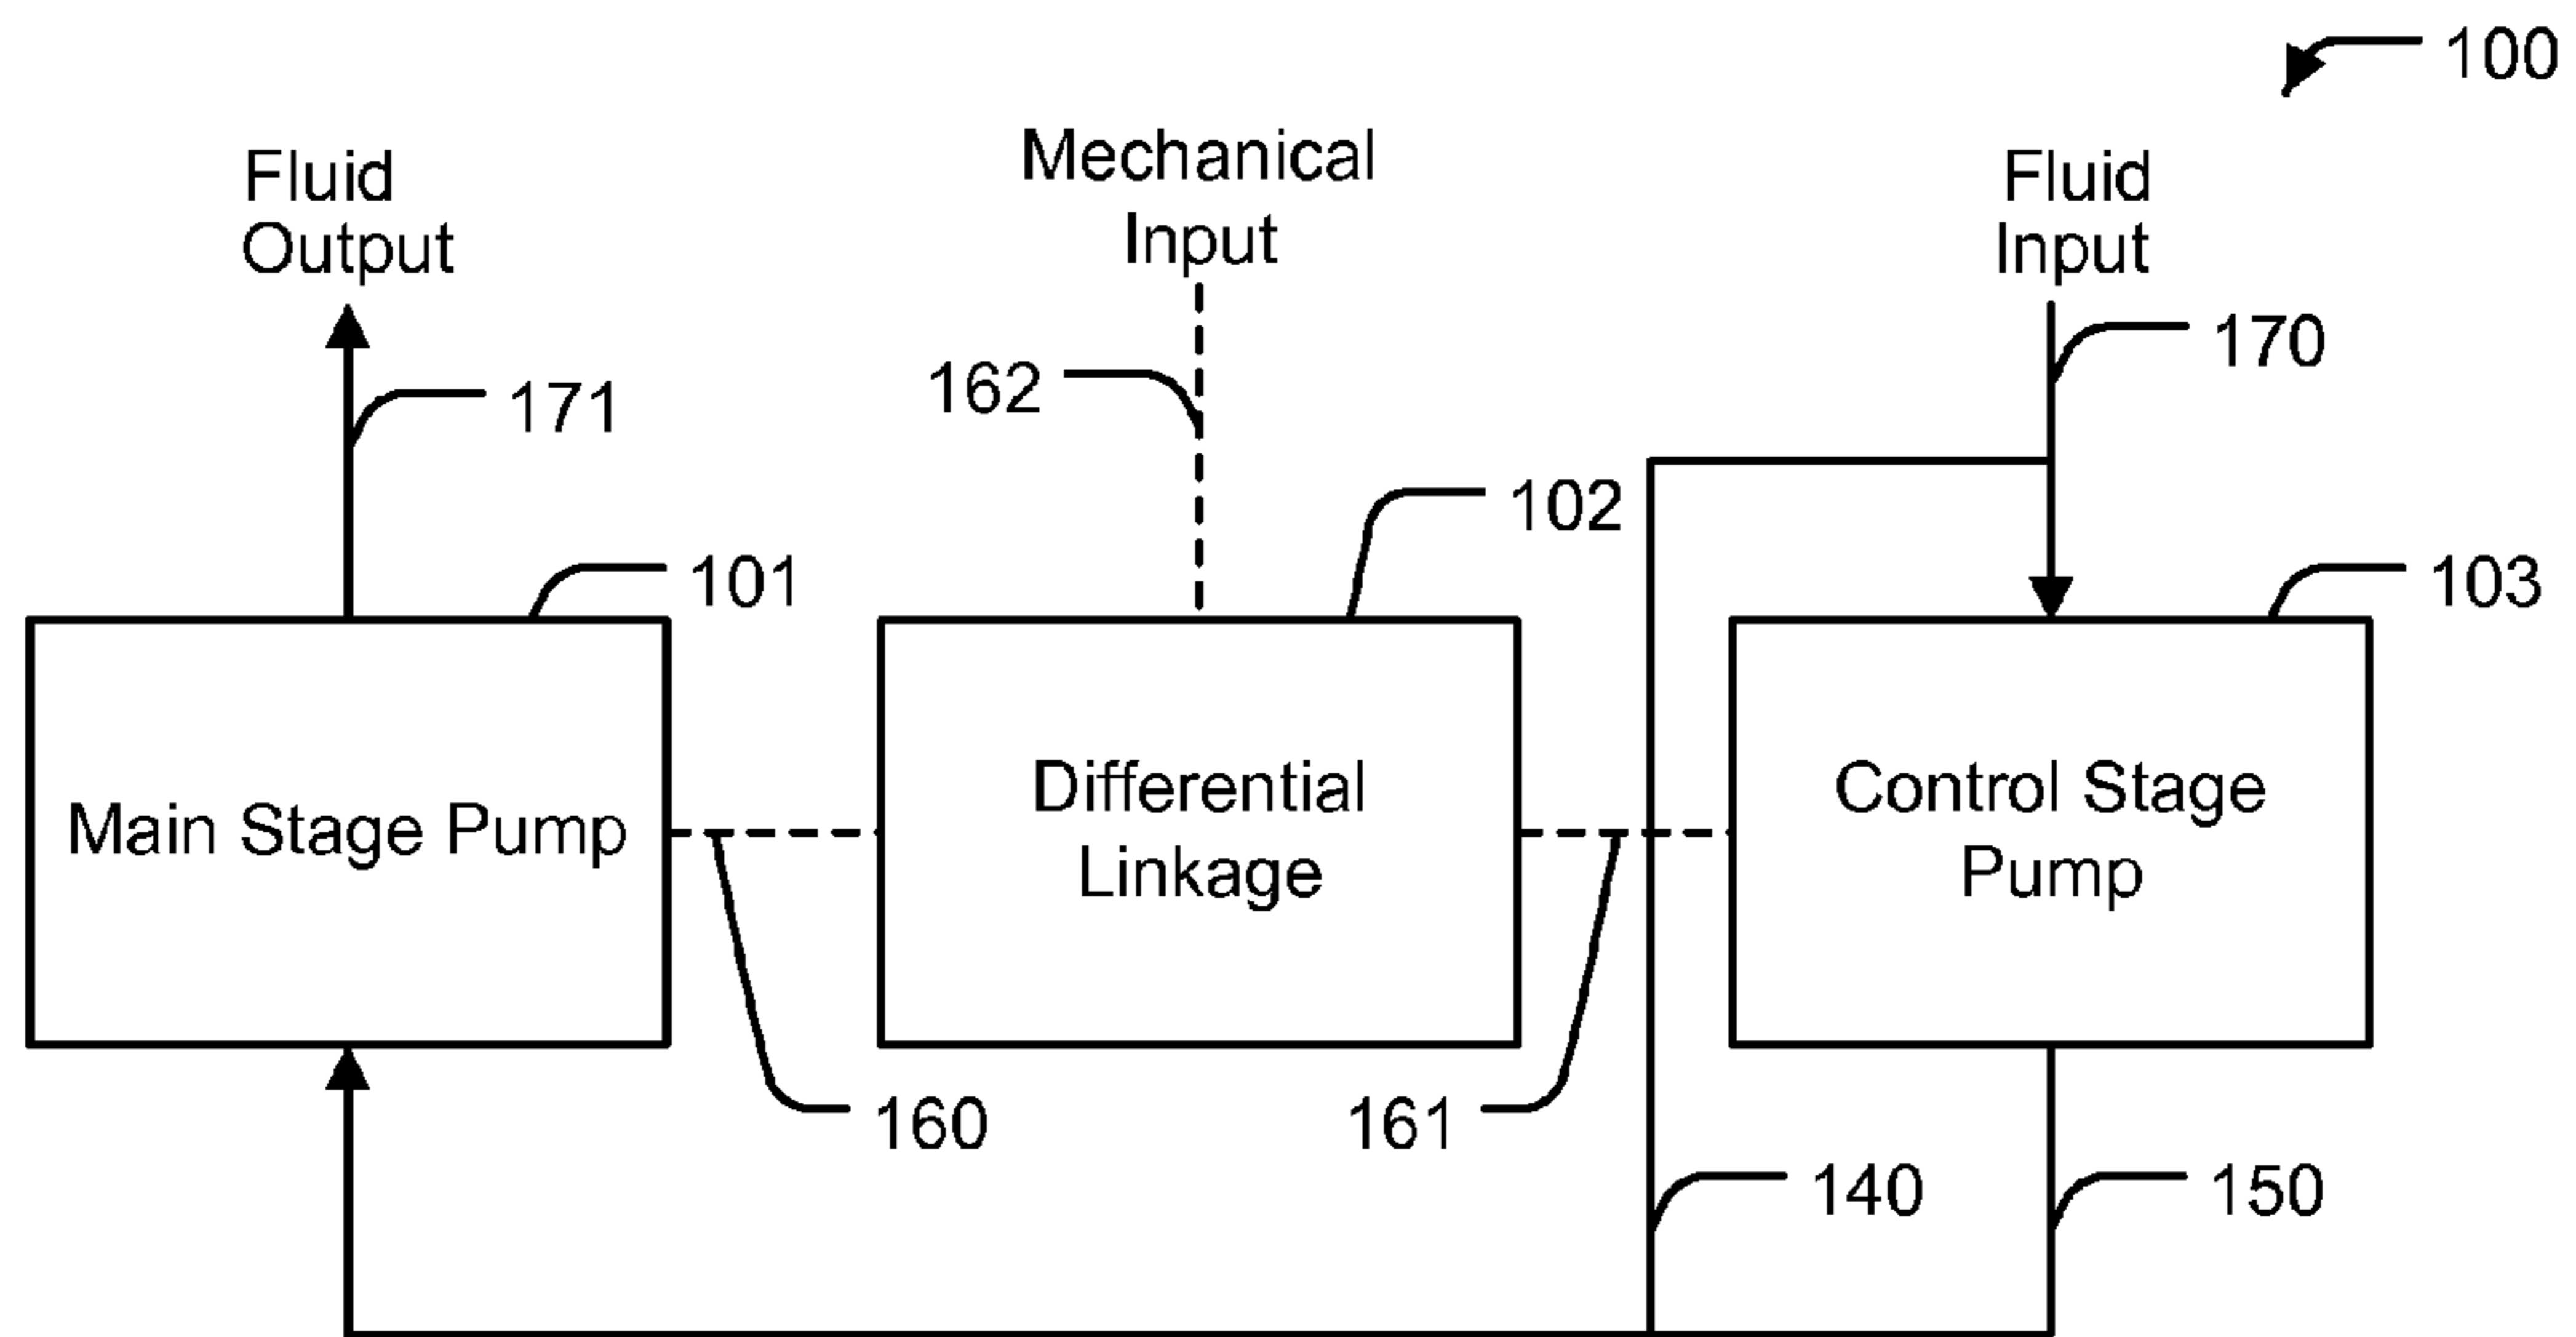 100
Fluid
Output
Mechanical
Input
Fluid
Input
171
162
170
101
102
103
Main Stage Pump
Differential
Linkage
Control Stage
Pump
160
161
140
150